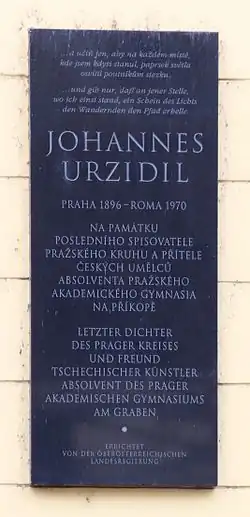 ...a učiň jen, aby na každém místě,
kde jsem kdysi stanul, paprsek světla
osvítil poutníkům stezku.
...und gib nur, daß an jener Stelle,
wo ich einst stand, ein Schein des Lichts
den Wandernden den Pfad erhelle.
JOHANNES
URZIDIL
PRAHA 1896 – ROMA 1970
NA PAMÁTKU
POSLEDNÍHO SPISOVATELE
PRAŽSKÉHO KRUHU A PŘÍTELE
ČESKÝCH UMĚLCŮ
ABSOLVENTA PRAŽSKÉHO
AKADEMICKÉHO GYMNASIA
NA PŘÍKOPĚ
LETZTER DICHTER
DES PRAGER KREISES
UND FREUND
TSCHECHISCHER KÜNSTLER
ABSOLVENT DES PRAGER
AKADEMISCHEN GYMNASIUMS
AM GRABEN
ERRICHTET
VON DER OBERÖSTERREICHISCHEN
LANDESREGIERUNG